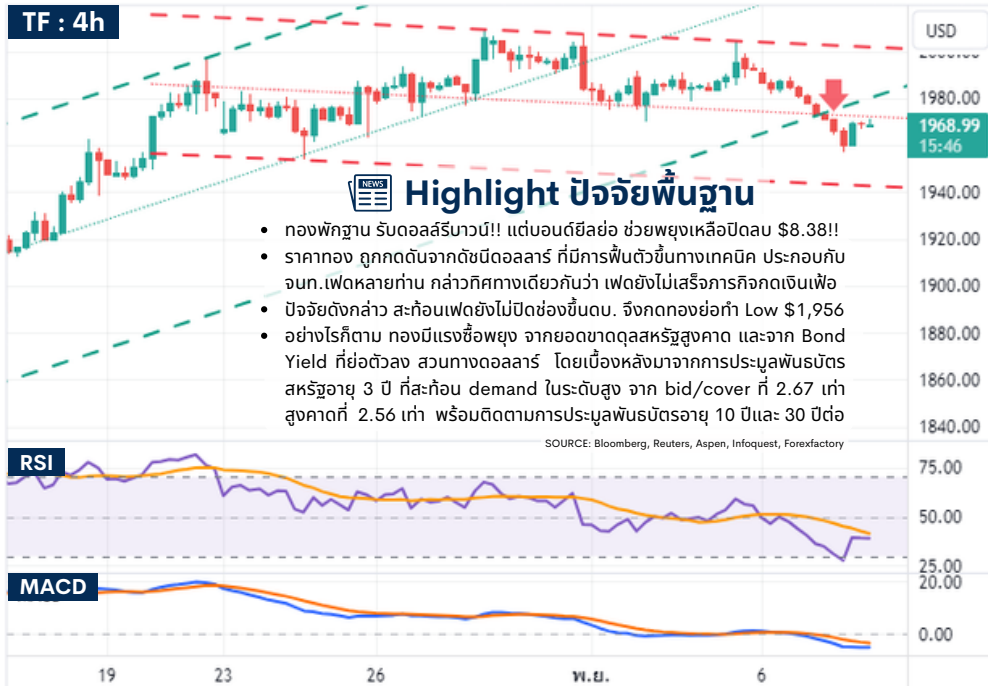 TF : 4h
USD
1980.00
1968.99
15:46
1940.00
1920.00
1900.00
1880.00
1860.00
1840.00
NEWS
Highlight ปัจจัยพื้นฐาน
• ทองพักฐาน รับดอลล์รีบาวน์!! แต่บอนด์ยีลย่อ ช่วยพยุงเหลือปิดลบ $8.38!!
• ราคาทอง ถูกกดดันจากดัชนีดอลลาร์ ที่มีการฟื้นตัวขึ้นทางเทคนิค ประกอบกับ
จนท.เฟดหลายท่าน กล่าวทิศทางเดียวกันว่า เฟดยังไม่เสร็จภารกิจกดเงินเฟ้อ
• ปัจจัยดังกล่าว สะท้อนเฟดยังไม่ปิดช่องขึ้นดบ. จึงกดทองย่อทำ Low $1,956
• อย่างไรก็ตาม ทองมีแรงซื้อพยุง จากยอดขาดดุลสหรัฐสูงคาด และจาก Bond
Yield ที่ย่อตัวลง สวนทางดอลลาร์ โดยเบื้องหลังมาจากการประมูลพันธบัตร
สหรัฐอายุ 3 ปี ที่สะท้อน demand ในระดับสูง จาก bid/cover ที่ 2.67 เท่า
สูงคาดที่ 2.56 เท่า พร้อมติดตามการประมูลพันธบัตรอายุ 10 ปีและ 30 ปีต่อ
SOURCE: Bloomberg, Reuters, Aspen, Infoquest, Forexfactory
RSI
75.00
50.00
25.00
MACD
20.00
0.00
19 23 26 พ.ย. 6